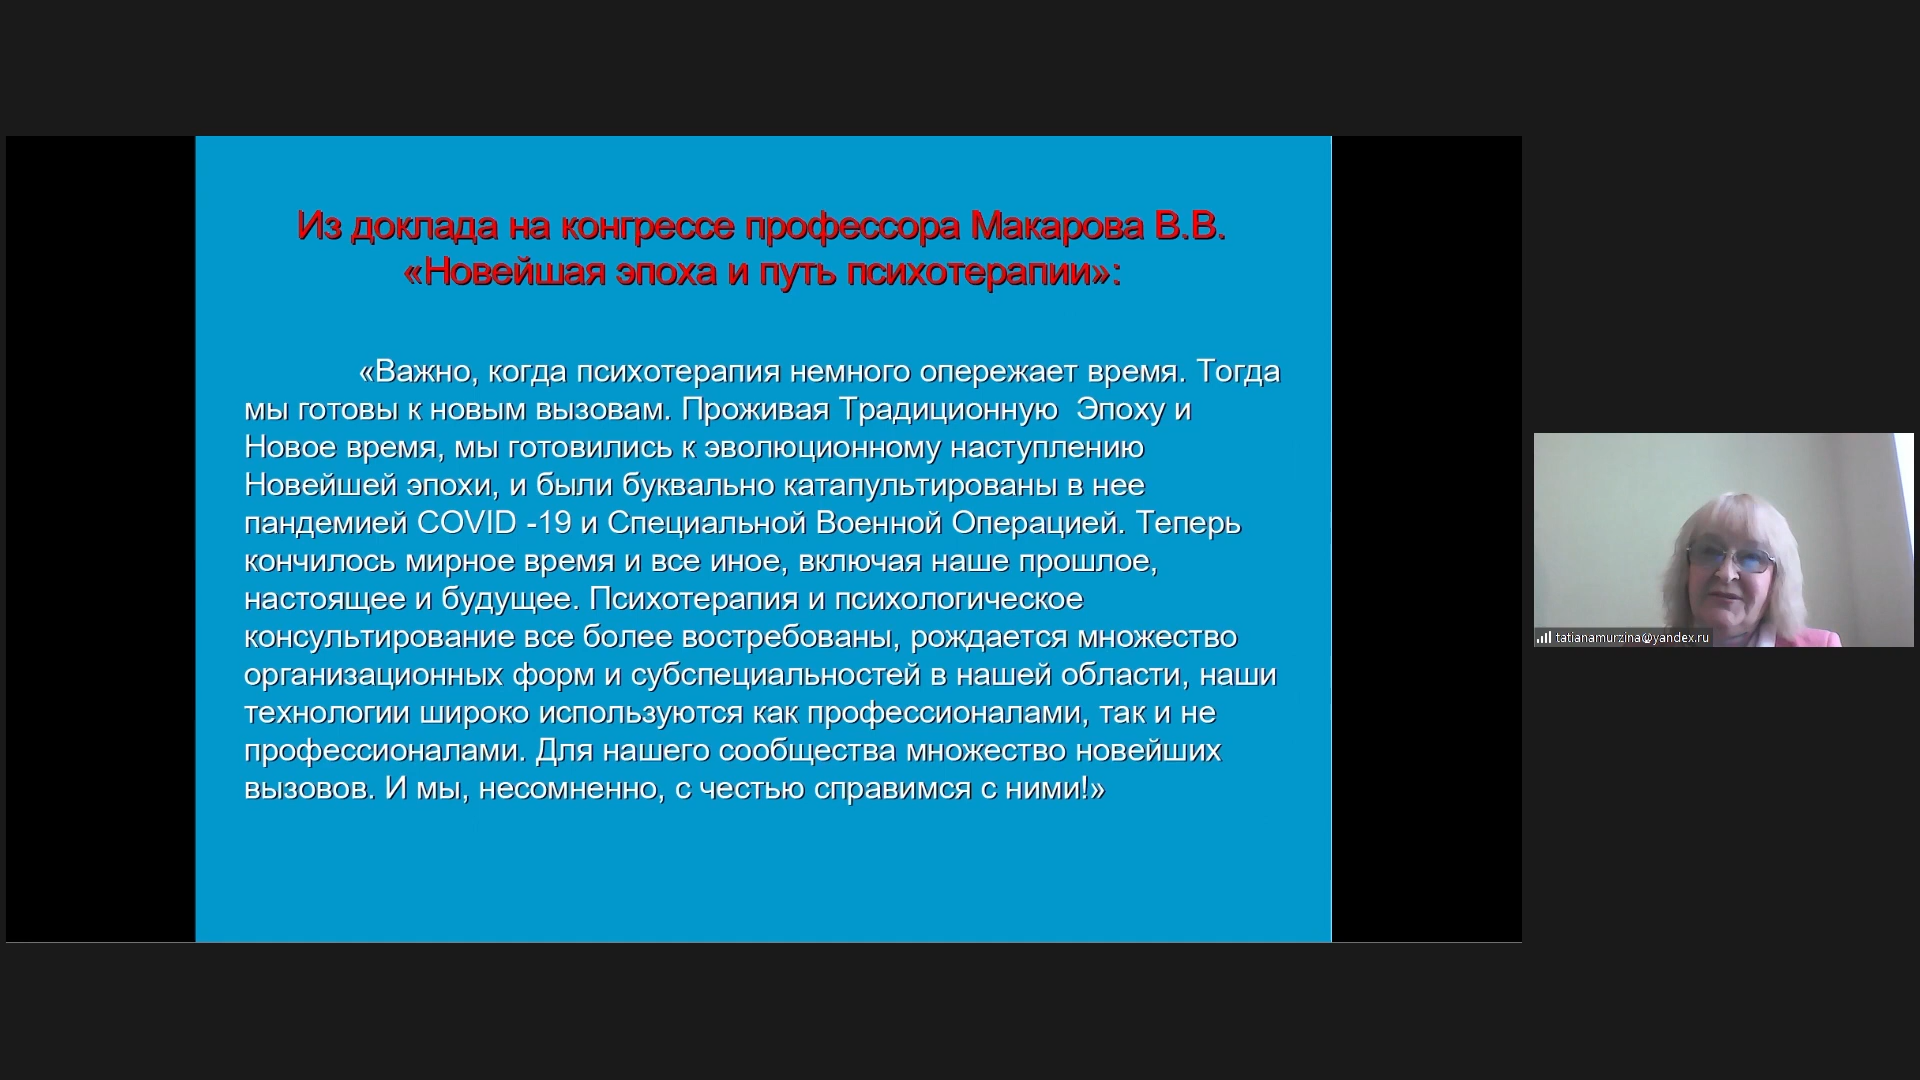 Из доклада на конгрессе профессора Макарова В.В.
«Новейшая эпоха и путь психотерапии»:
«Важно, когда психотерапия немного опережает время. Тогда
мы готовы к новым вызовам. Проживая Традиционную  Эпоху и
Новое время, мы готовились к эволюционному наступлению
Новейшей эпохи, и были буквально катапультированы в нее
пандемией COVID -19 и Специальной Военной Операцией. Теперь
кончилось мирное время и все иное, включая наше прошлое,
настоящее и будущее. Психотерапия и психологическое
консультирование все более востребованы, рождается множество
организационных форм и субспециальностей в нашей области, наши
технологии широко используются как профессионалами, так и не
профессионалами. Для нашего сообщества множество новейших
вызовов. И мы, несомненно, с честью справимся с ними!»
tatianamurzina@yandex.ru